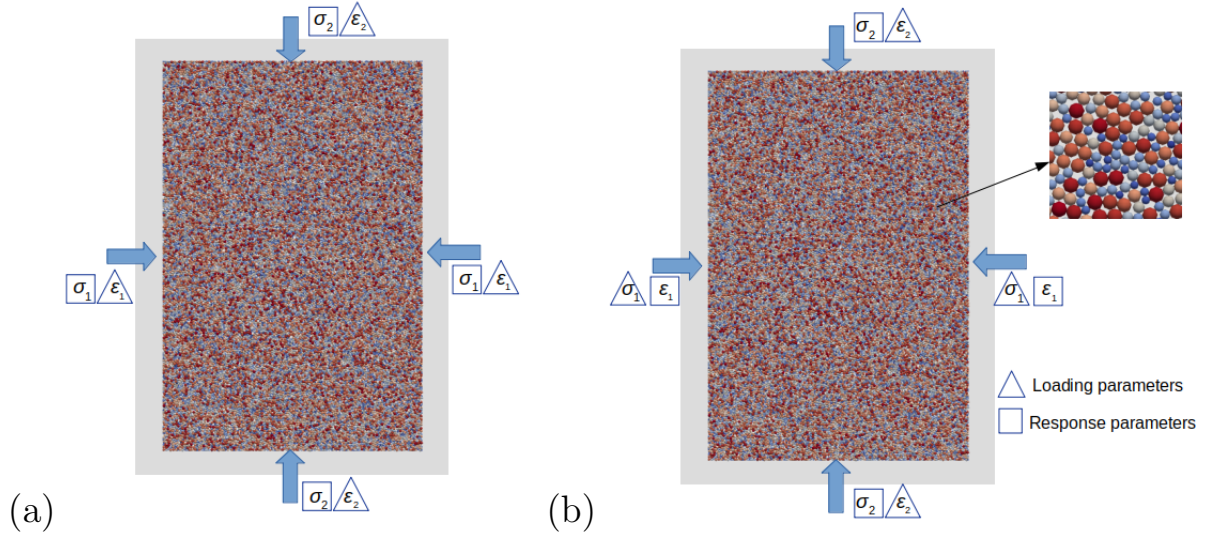 σ₂ ε₂
σ₂ ε₂
σ₁ ε₁
σ₁ ε₁
σ₁ ε₁
σ₁ ε₁
Loading parameters
Response parameters
σ₂ ε₂
σ₂ ε₂
(a)
(b)